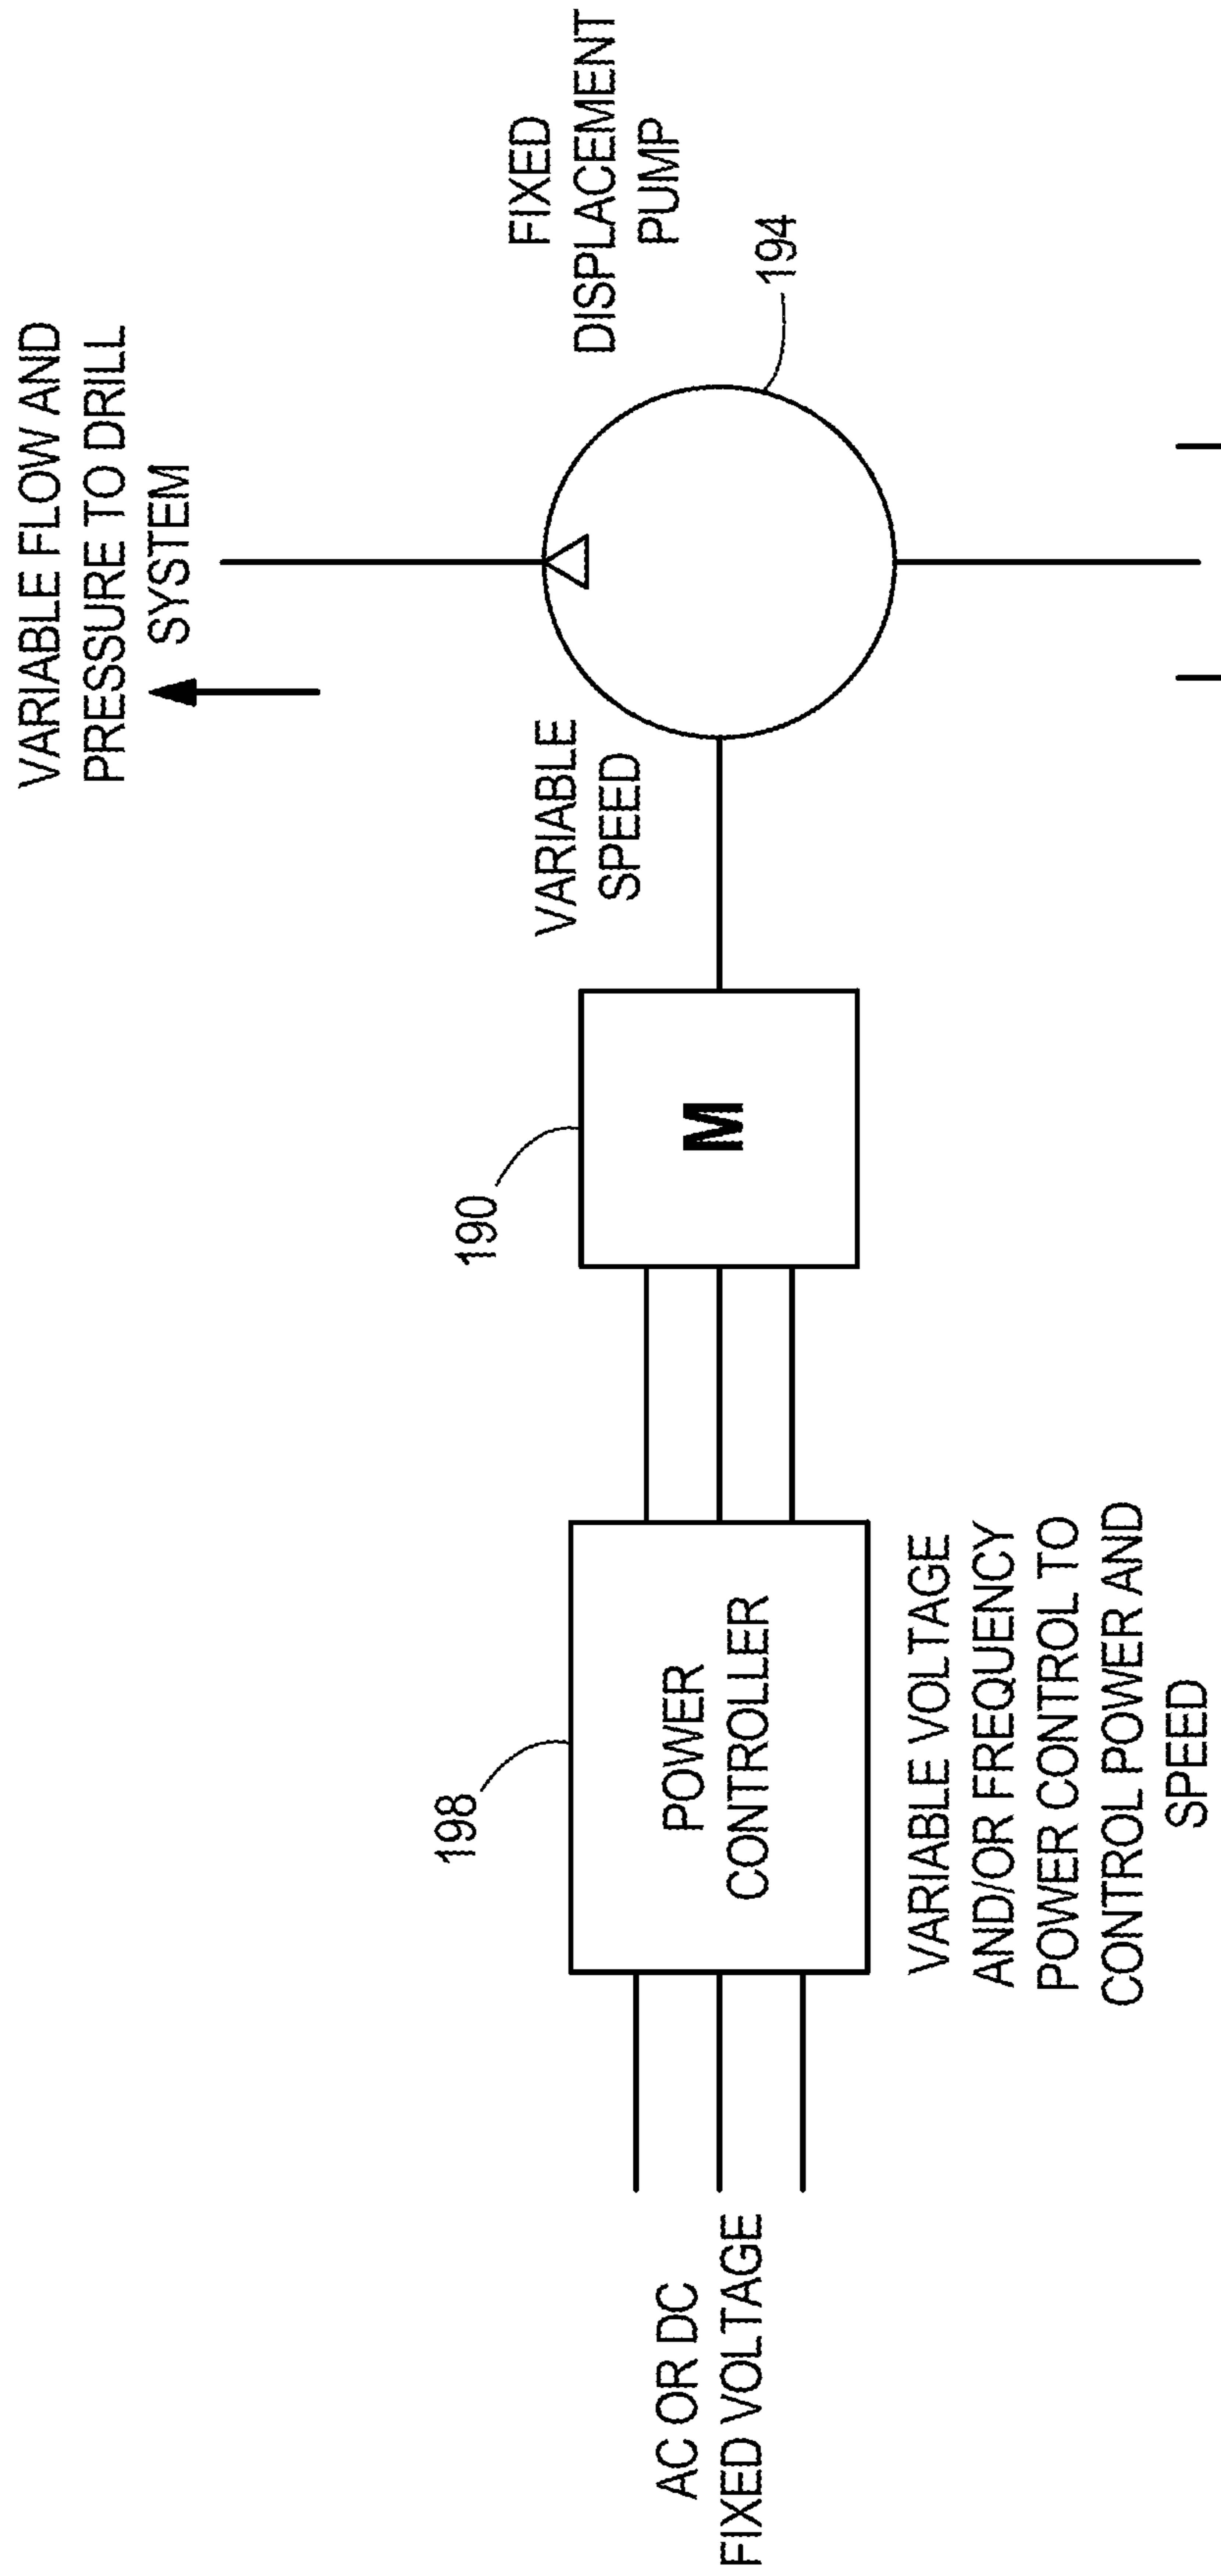 VARIABLE FLOW AND
PRESSURE TO DRILL
SYSTEM
FIXED
DISPLACEMENT
PUMP
194
VARIABLE
SPEED
190
M
198
POWER
CONTROLLER
VARIABLE VOLTAGE
AND/OR FREQUENCY
POWER CONTROL TO
CONTROL POWER AND
SPEED
AC OR DC
FIXED VOLTAGE